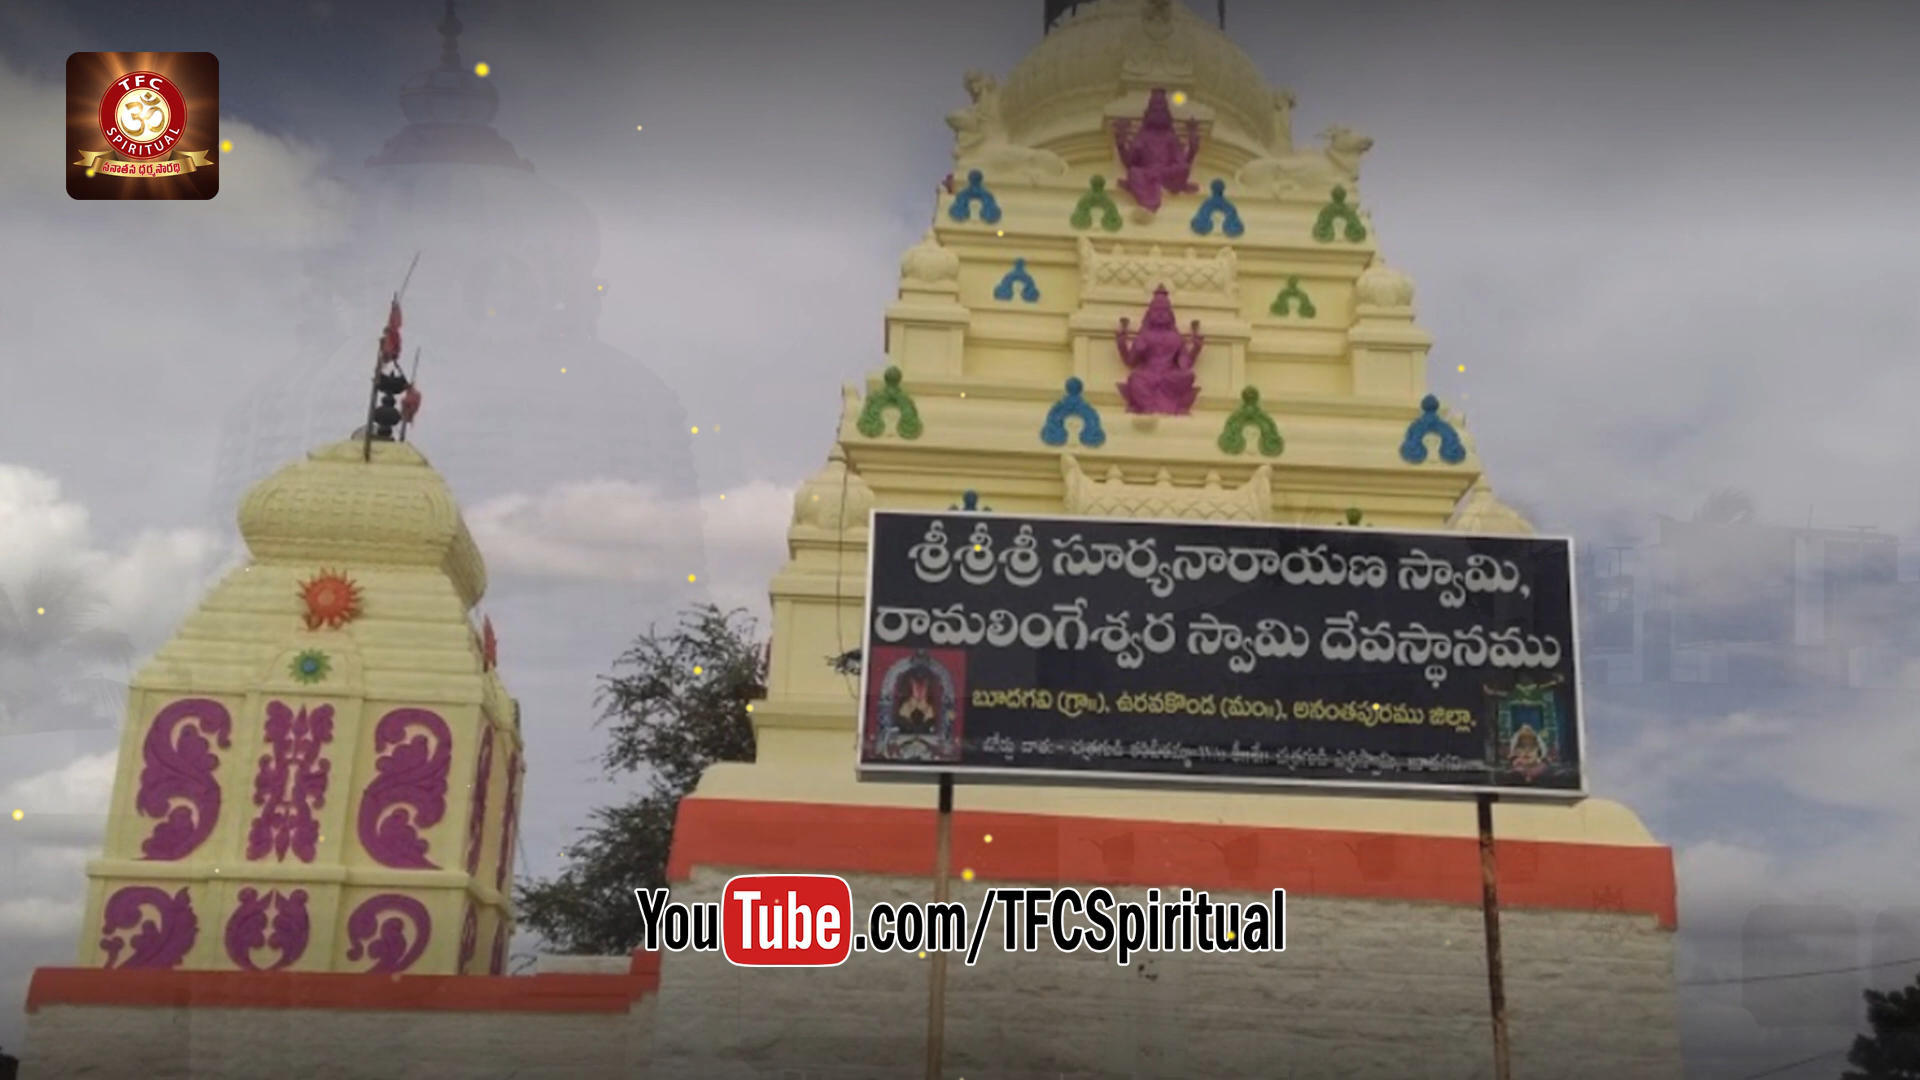 TFC
ॐ
SPIRITUAL
సనాతన ధర్మ సారథి
శ్రీశ్రీశ్రీ సూర్యనారాయణ స్వామి,
రామలింగేశ్వర స్వామి దేవస్థానము
బూదగవి (గ్రా॥), ఉరవకొండ (మం॥), అనంతపురము జిల్లా.
YouTube.com/TFCSpiritual